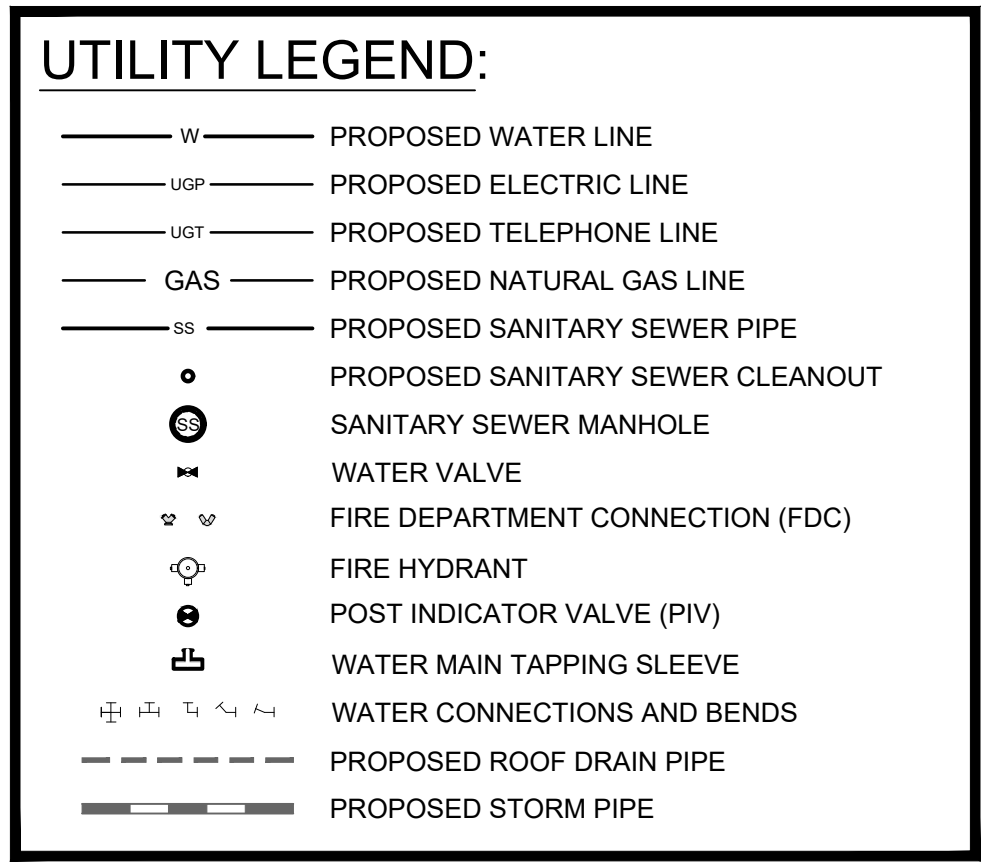 UTILITY LEGEND:
W PROPOSED WATER LINE
UGP PROPOSED ELECTRIC LINE
UGT PROPOSED TELEPHONE LINE
GAS PROPOSED NATURAL GAS LINE
SS PROPOSED SANITARY SEWER PIPE
PROPOSED SANITARY SEWER CLEANOUT
SS SANITARY SEWER MANHOLE
WATER VALVE
FIRE DEPARTMENT CONNECTION (FDC)
FIRE HYDRANT
POST INDICATOR VALVE (PIV)
WATER MAIN TAPPING SLEEVE
WATER CONNECTIONS AND BENDS
PROPOSED ROOF DRAIN PIPE
PROPOSED STORM PIPE